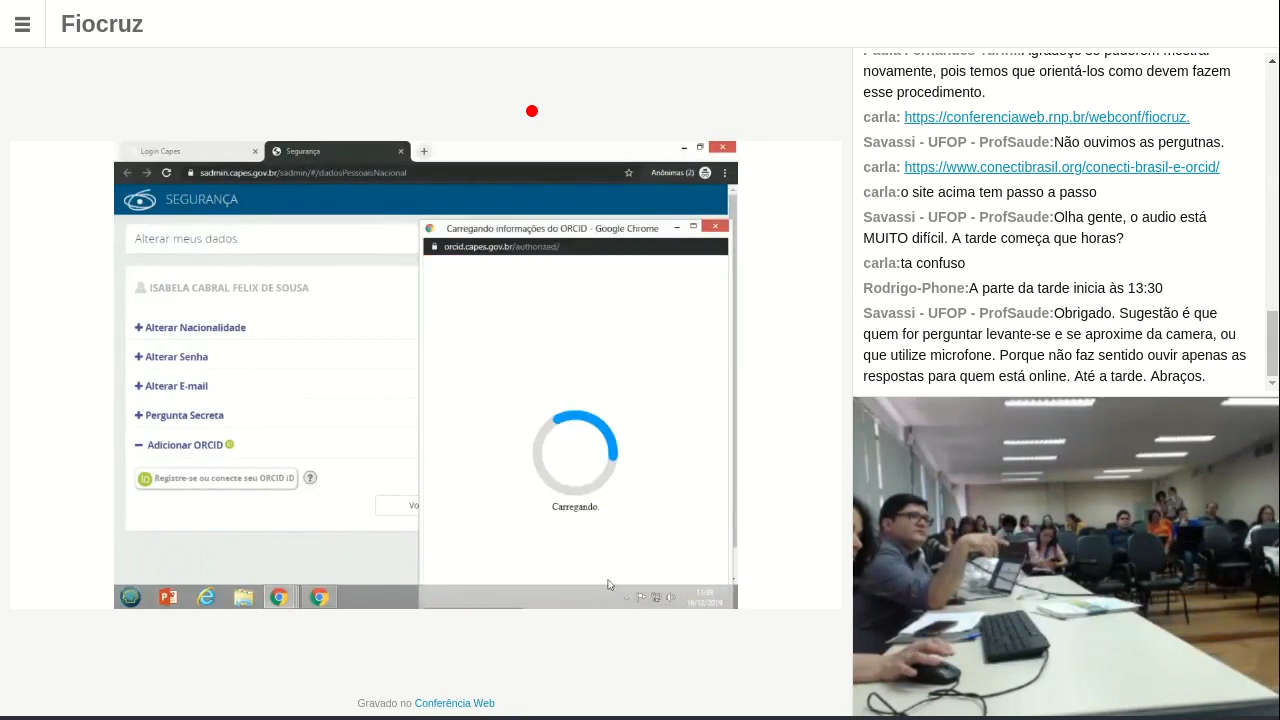 Fiocruz
Login Capes
Segurança
sadmin.capes.gov.br/sadmin/#/dadosPessoaisNacional
Anônimas (2)
SEGURANÇA
Alterar meus dados
ISABELA CABRAL FELIX DE SOUSA
Alterar Nacionalidade
Alterar Senha
Alterar E-mail
Pergunta Secreta
Adicionar ORCID
Registre-se ou conecte seu ORCID iD
Vo
Carregando informações do ORCID - Google Chrome
orcid.capes.gov.br/authorized/
Carregando.
11:39
16/12/2019
Gravado no Conferência Web
novamente, pois temos que orientá-los como devem fazem
esse procedimento.
carla: https://conferenciaweb.rnp.br/webconf/fiocruz.
Savassi - UFOP - ProfSaude:Não ouvimos as pergutnas.
carla: https://www.conectibrasil.org/conecti-brasil-e-orcid/
carla:o site acima tem passo a passo
Savassi - UFOP - ProfSaude:Olha gente, o audio está
MUITO difícil. A tarde começa que horas?
carla:ta confuso
Rodrigo-Phone:A parte da tarde inicia às 13:30
Savassi - UFOP - ProfSaude:Obrigado. Sugestão é que
quem for perguntar levante-se e se aproxime da camera, ou
que utilize microfone. Porque não faz sentido ouvir apenas as
respostas para quem está online. Até a tarde. Abraços.